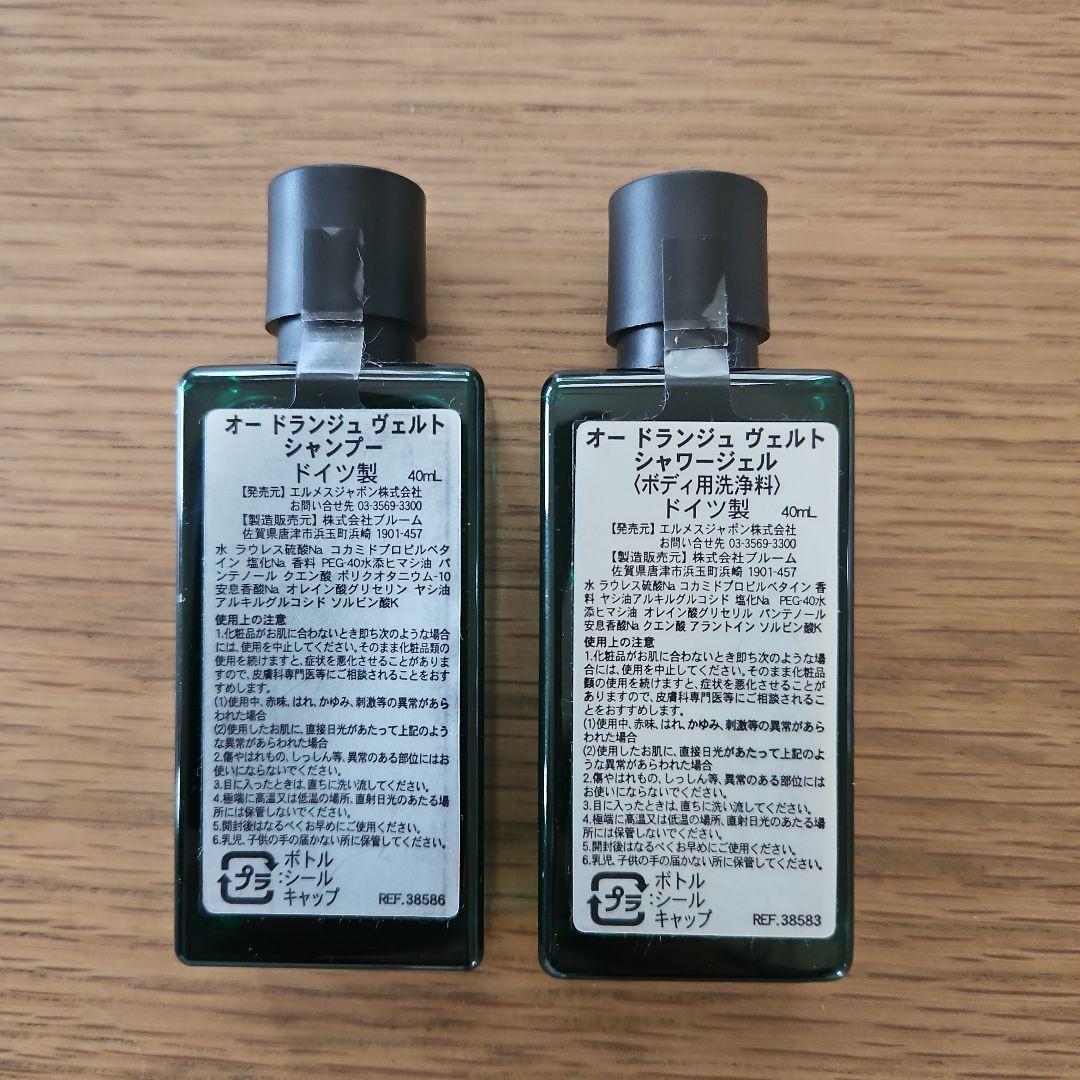 オー ドランジュ ヴェルト
シャンプー
ドイツ製 40mL
【発売元】エルメスジャポン株式会社
お問い合せ先 03-3569-3300
【製造販売元】株式会社ブルーム
佐賀県唐津市浜玉町浜崎 1901-457
水 ラウレス硫酸Na コカミドプロピルベタ
イン 塩化Na 香料 PEG-40水添ヒマシ油 パ
ンテノール クエン酸 ポリクオタニウム-10
安息香酸Na オレイン酸グリセリン ヤシ油
アルキルグルコシド ソルビン酸K
使用上の注意
1.化粧品がお肌に合わないとき即ち次のような場合
には、使用を中止してください。そのまま化粧品類の
使用を続けますと、症状を悪化させることがありま
すので、皮膚科専門医等にご相談されることをおす
すめします。
(1)使用中、赤味、はれ、かゆみ、刺激等の異常があら
われた場合
(2)使用したお肌に、直接日光があたって上記のよう
な異常があらわれた場合
2.傷やはれもの、しっしん等、異常のある部位にはお
使いにならないでください。
3.目に入ったときは、直ちに洗い流してください。
4.極端に高温又は低温の場所、直射日光のあたる場
所には保管しないでください。
5.開封後はなるべくお早めにご使用ください。
6.乳児、子供の手の届かない所に保管してください。
プラ
ボトル
:シール
キャップ
REF.38586
オー ドランジュ ヴェルト
シャワージェル
〈ボディ用洗浄料〉
ドイツ製 40mL
【発売元】エルメスジャポン株式会社
お問い合せ先 03-3569-3300
【製造販売元】株式会社ブルーム
佐賀県唐津市浜玉町浜崎 1901-457
水 ラウレス硫酸Na コカミドプロピルベタイン 香
料 ヤシ油アルキルグルコシド 塩化Na PEG-40水
添ヒマシ油 オレイン酸グリセリル パンテノール
安息香酸Na クエン酸 アラントイン ソルビン酸K
使用上の注意
1.化粧品がお肌に合わないとき即ち次のような場
合には、使用を中止してください。そのまま化粧品
類の使用を続けますと、症状を悪化させることが
ありますので、皮膚科専門医等にご相談されるこ
とをおすすめします。
(1)使用中、赤味、はれ、かゆみ、刺激等の異常があら
われた場合
(2)使用したお肌に、直接日光があたって上記のよ
うな異常があらわれた場合
2.傷やはれもの、しっしん等、異常のある部位には
お使いにならないでください。
3.目に入ったときは、直ちに洗い流してください。
4.極端に高温又は低温の場所、直射日光のあたる場
所には保管しないでください。
5.開封後はなるべくお早めにご使用ください。
6.乳児、子供の手の届かない所に保管してください。
プラ
ボトル
:シール
キャップ
REF.38583